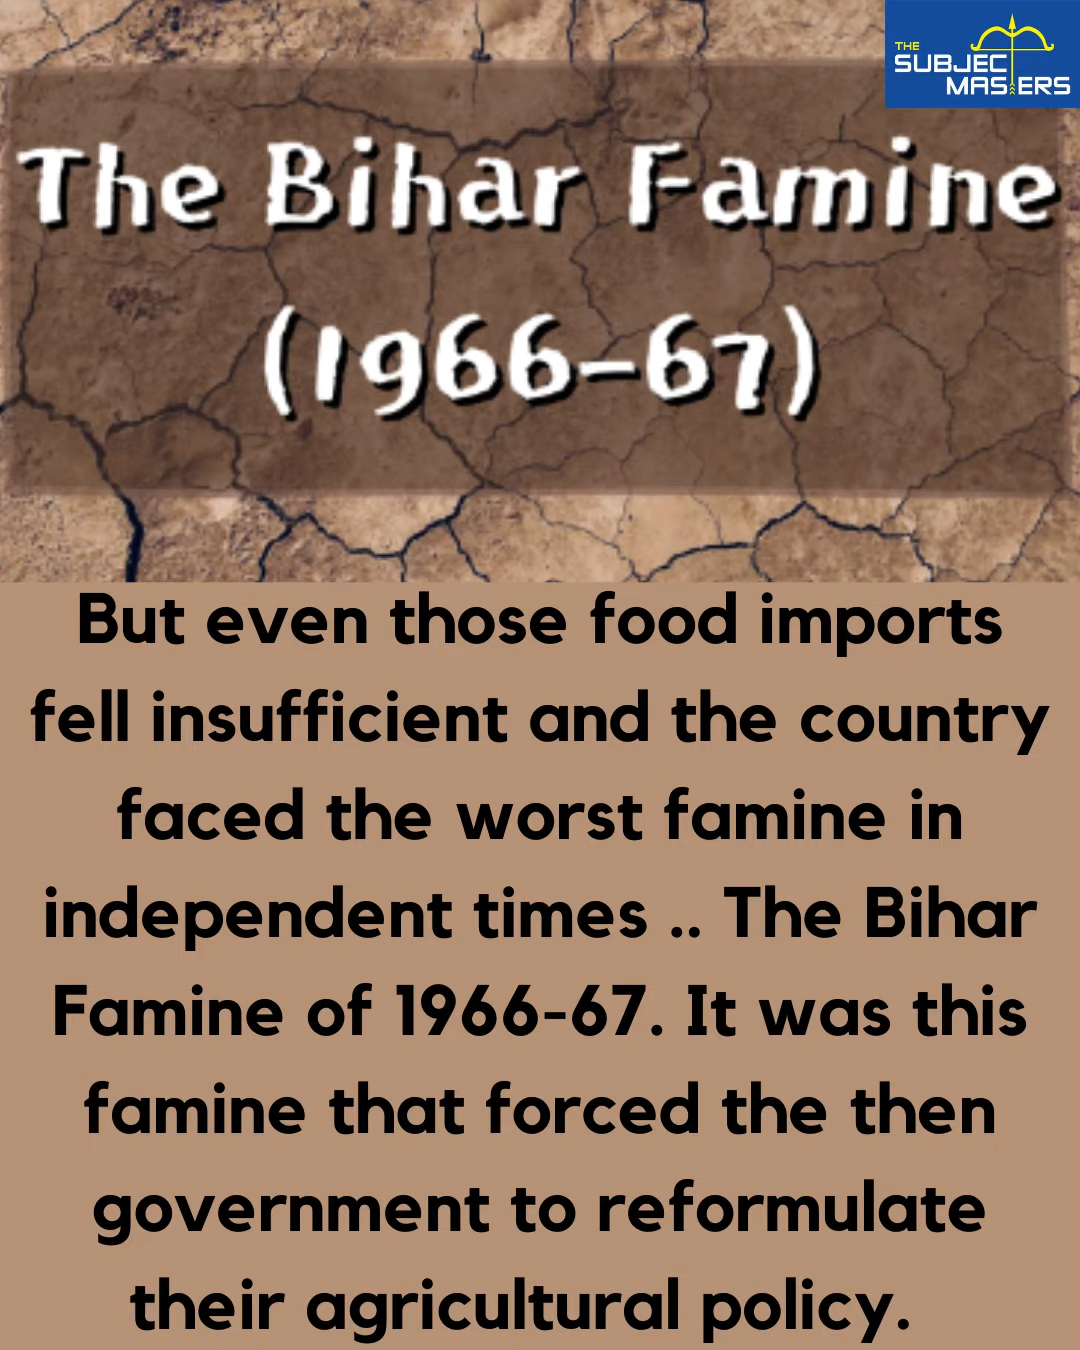 THE
SUBJECT
MASTERS
The Bihar Famine
(1966-67)
But even those food imports
fell insufficient and the country
faced the worst famine in
independent times .. The Bihar
Famine of 1966-67. It was this
famine that forced the then
government to reformulate
their agricultural policy.